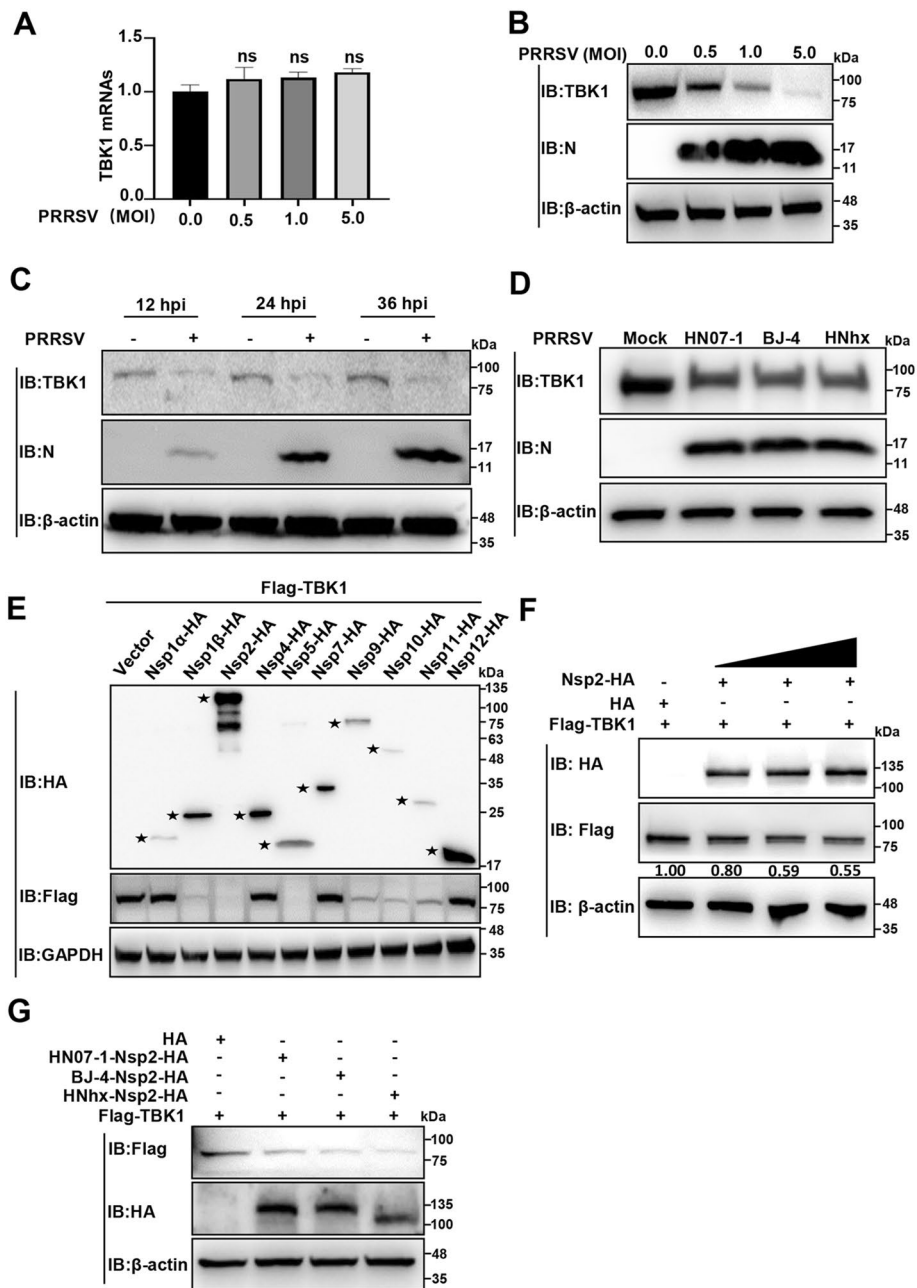 A
1.5
ns ns ns
1.0
TBK1 mRNAs
0.5
0.0
PRRSV (MOI) 0.0 0.5 1.0 5.0
B
PRRSV (MOI) 0.0 0.5 1.0 5.0 kDa
IB:TBK1 100
75
IB:N 17
11
IB:β-actin 48
35
C
12 hpi 24 hpi 36 hpi
PRRSV - + - + - + kDa
IB:TBK1 100
75
IB:N 17
11
IB:β-actin 48
35
D
PRRSV Mock HN07-1 BJ-4 HNhx kDa
IB:TBK1 100
75
IB:N 17
11
IB:β-actin 48
35
E
Flag-TBK1
Vector Nsp1α-HA Nsp1β-HA Nsp2-HA Nsp4-HA Nsp5-HA Nsp7-HA Nsp9-HA Nsp10-HA Nsp11-HA Nsp12-HA
kDa
135
100
75
63
48
IB:HA 35
25
17
IB:Flag 100
75
48
IB:GAPDH 35
F
Nsp2-HA - + + +
HA + - - -
Flag-TBK1 + + + + kDa
IB: HA 135
100
IB: Flag 100
75
1.00 0.80 0.59 0.55
IB: β-actin 48
35
G
HA + - - -
HN07-1-Nsp2-HA - + - -
BJ-4-Nsp2-HA - - + -
HNhx-Nsp2-HA - - - +
Flag-TBK1 + + + + kDa
IB:Flag 100
75
IB:HA 135
100
IB:β-actin 48
35